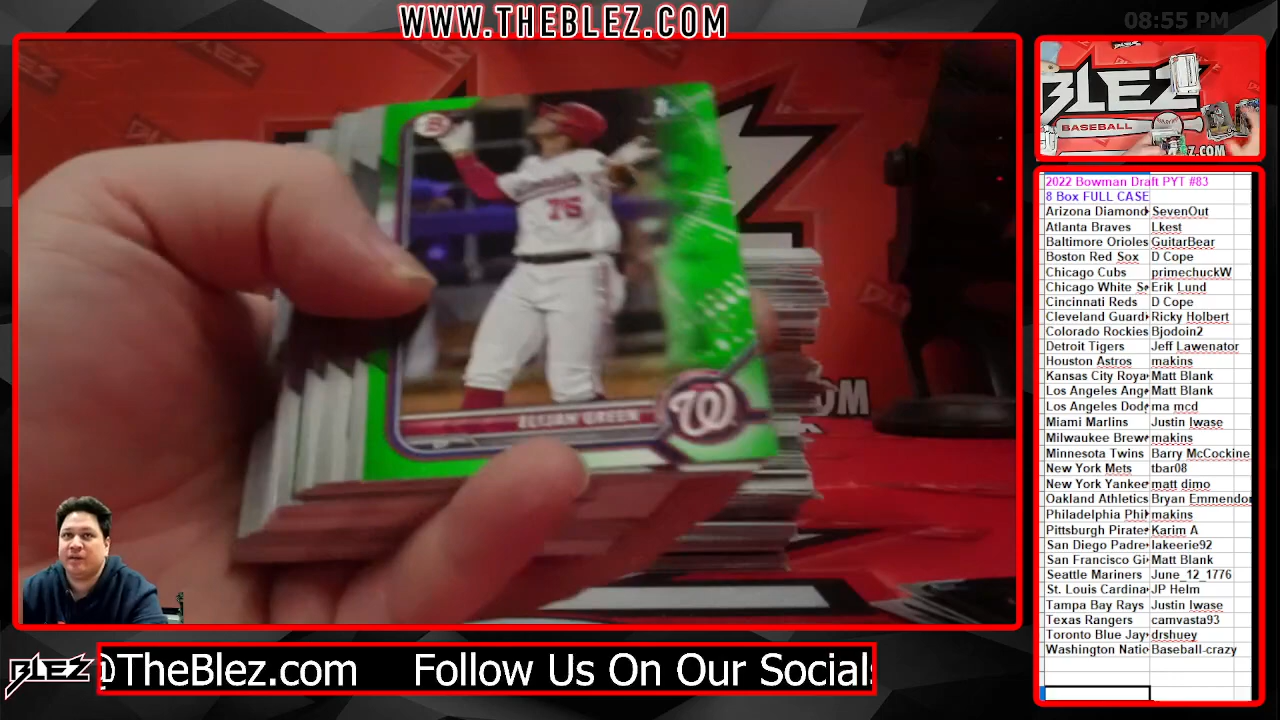 WWW.THEBLEZ.COM
08:55 PM
75
ELIJAH GREEN
W
BLEZ
BASEBALL
EZ.COM
2022 Bowman Draft PYT #83
8 Box FULL CASE
Arizona Diamond SevenOut
Atlanta Braves Lkest
Baltimore Orioles GuitarBear
Boston Red Sox D Cope
Chicago Cubs primechuckW
Chicago White S Erik Lund
Cincinnati Reds D Cope
Cleveland Guard Ricky Holbert
Colorado Rockies Bjodoin2
Detroit Tigers Jeff Lawenator
Houston Astros makins
Kansas City Roya Matt Blank
Los Angeles Ang Matt Blank
Los Angeles Dod ma mcd
Miami Marlins Justin Iwase
Milwaukee Brew makins
Minnesota Twins Barry McCockine
New York Mets tbar08
New York Yankee matt dimo
Oakland Athletics Bryan Emmendor
Philadelphia Phi makins
Pittsburgh Pirate Karim A
San Diego Padre lakeerie92
San Francisco Gi Matt Blank
Seattle Mariners June_12_1776
St. Louis Cardina JP Helm
Tampa Bay Rays Justin Iwase
Texas Rangers camvasta93
Toronto Blue Jay drshuey
Washington Natio Baseball-crazy
BLEZ
@TheBlez.com Follow Us On Our Socials